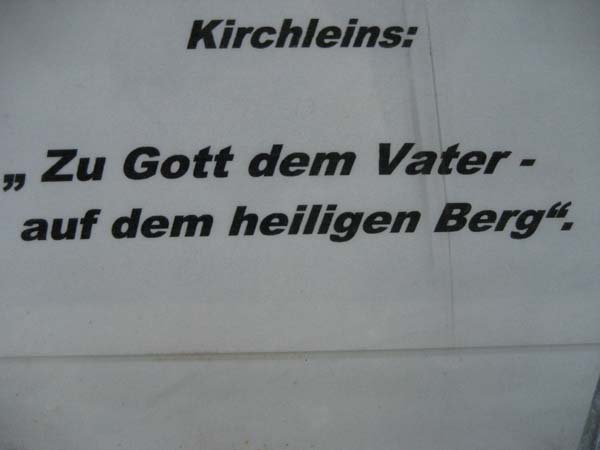 Kirchleins:
„ Zu Gott dem Vater -
auf dem heiligen Berg“.